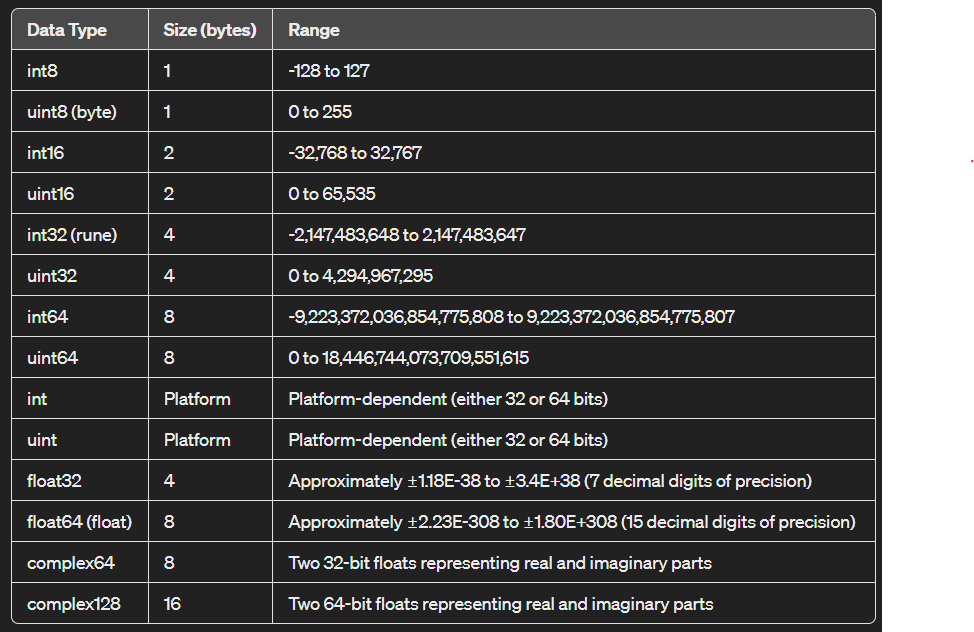 Data Type Size (bytes) Range
int8 1 -128 to 127
uint8 (byte) 1 0 to 255
int16 2 -32,768 to 32,767
uint16 2 0 to 65,535
int32 (rune) 4 -2,147,483,648 to 2,147,483,647
uint32 4 0 to 4,294,967,295
int64 8 -9,223,372,036,854,775,808 to 9,223,372,036,854,775,807
uint64 8 0 to 18,446,744,073,709,551,615
int Platform Platform-dependent (either 32 or 64 bits)
uint Platform Platform-dependent (either 32 or 64 bits)
float32 4 Approximately ±1.18E-38 to ±3.4E+38 (7 decimal digits of precision)
float64 (float) 8 Approximately ±2.23E-308 to ±1.80E+308 (15 decimal digits of precision)
complex64 8 Two 32-bit floats representing real and imaginary parts
complex128 16 Two 64-bit floats representing real and imaginary parts